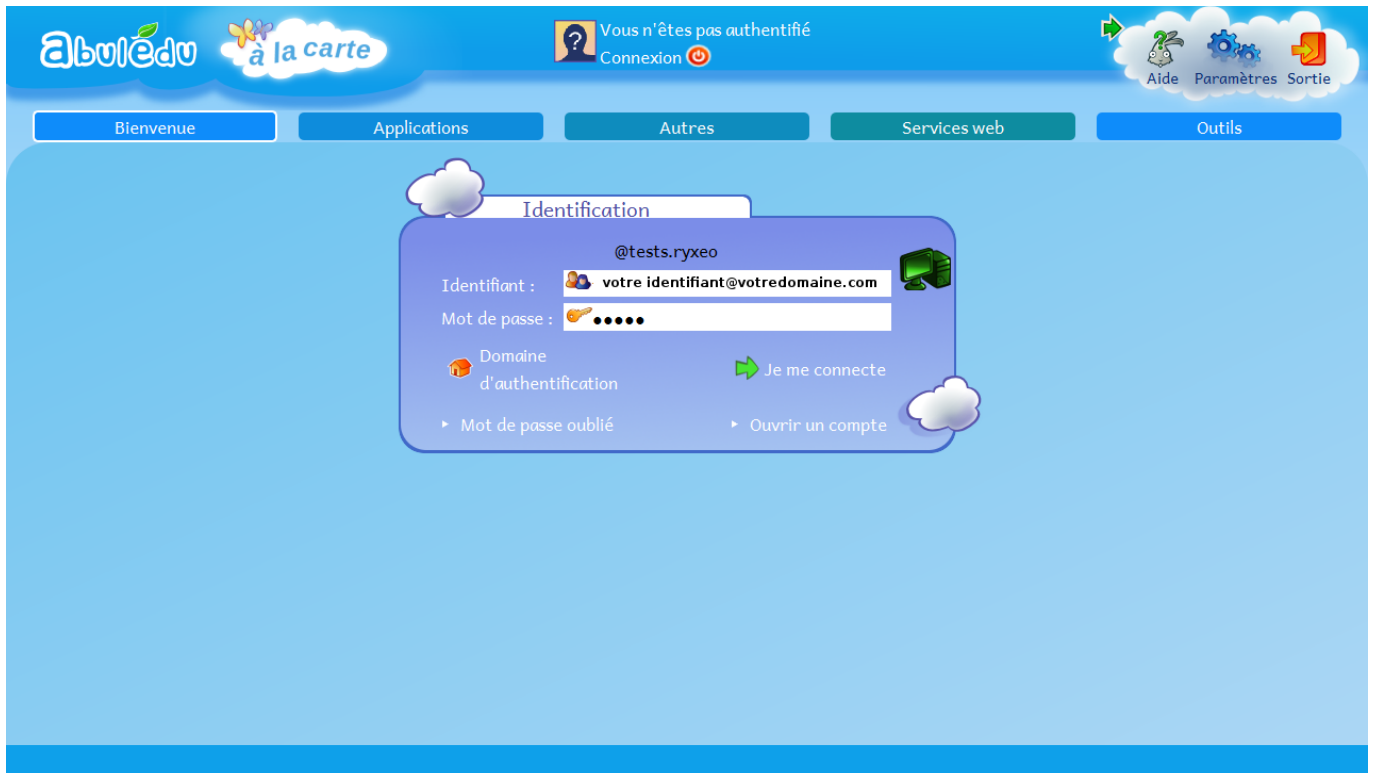 abulédu
à la carte
Vous n'êtes pas authentifié
Connexion
Aide Paramètres Sortie
Bienvenue Applications Autres Services web Outils
Identification
@tests.ryxeo
Identifiant : votre identifiant@votredomaine.com
Mot de passe : •••••
Domaine
d'authentification
Je me connecte
Mot de passe oublié
Ouvrir un compte